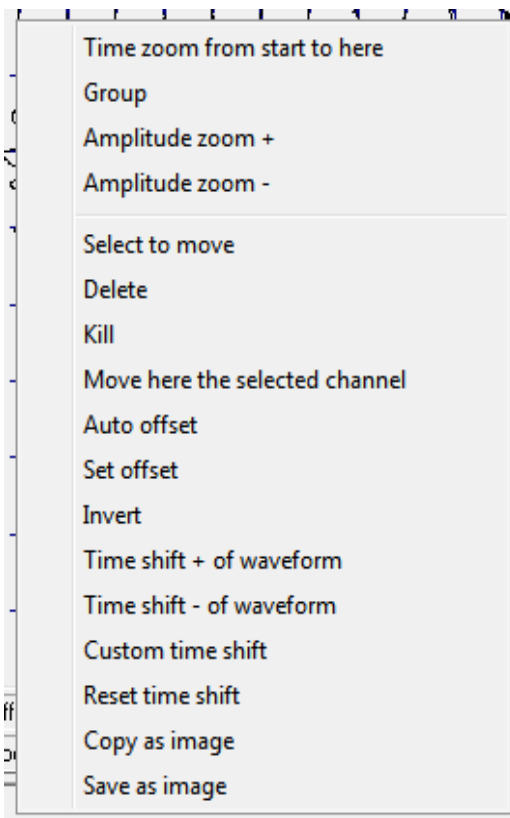 Time zoom from start to here
Group
Amplitude zoom +
Amplitude zoom -
Select to move
Delete
Kill
Move here the selected channel
Auto offset
Set offset
Invert
Time shift + of waveform
Time shift - of waveform
Custom time shift
Reset time shift
Copy as image
Save as image